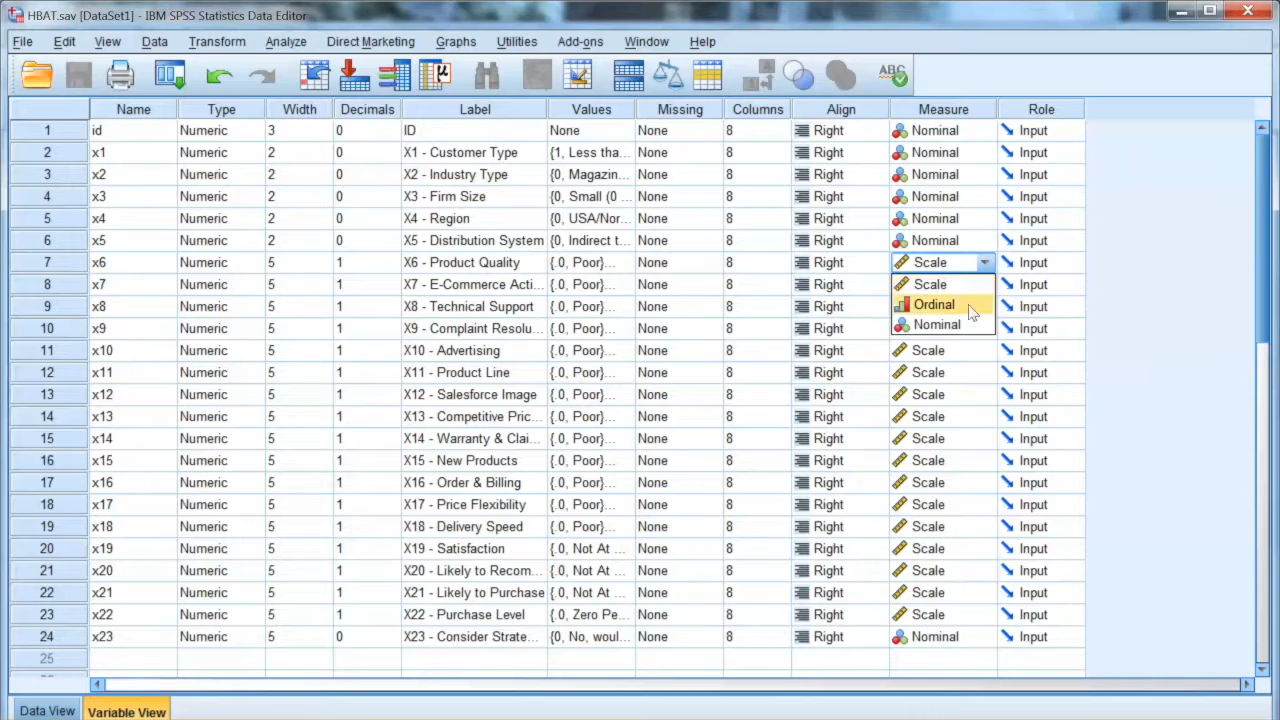 HBAT.sav [DataSet1] - IBM SPSS Statistics Data Editor
File Edit View Data Transform Analyze Direct Marketing Graphs Utilities Add-ons Window Help
Name Type Width Decimals Label Values Missing Columns Align Measure Role
1 id Numeric 3 0 ID None None 8 Right Nominal Input
2 x1 Numeric 2 0 X1 - Customer Type {1, Less tha... None 8 Right Nominal Input
3 x2 Numeric 2 0 X2 - Industry Type {0, Magazin... None 8 Right Nominal Input
4 x3 Numeric 2 0 X3 - Firm Size {0, Small (0 ... None 8 Right Nominal Input
5 x4 Numeric 2 0 X4 - Region {0, USA/Nor... None 8 Right Nominal Input
6 x5 Numeric 2 0 X5 - Distribution System {0, Indirect t... None 8 Right Nominal Input
7 x6 Numeric 5 1 X6 - Product Quality {.0, Poor}... None 8 Right Scale Input
8 x7 Numeric 5 1 X7 - E-Commerce Acti... {.0, Poor}... None 8 Right Scale Input
9 x8 Numeric 5 1 X8 - Technical Support {.0, Poor}... None 8 Right Ordinal Input
10 x9 Numeric 5 1 X9 - Complaint Resolu... {.0, Poor}... None 8 Right Nominal Input
11 x10 Numeric 5 1 X10 - Advertising {.0, Poor}... None 8 Right Scale Input
12 x11 Numeric 5 1 X11 - Product Line {.0, Poor}... None 8 Right Scale Input
13 x12 Numeric 5 1 X12 - Salesforce Image {.0, Poor}... None 8 Right Scale Input
14 x13 Numeric 5 1 X13 - Competitive Pric... {.0, Poor}... None 8 Right Scale Input
15 x14 Numeric 5 1 X14 - Warranty & Clai... {.0, Poor}... None 8 Right Scale Input
16 x15 Numeric 5 1 X15 - New Products {.0, Poor}... None 8 Right Scale Input
17 x16 Numeric 5 1 X16 - Order & Billing {.0, Poor}... None 8 Right Scale Input
18 x17 Numeric 5 1 X17 - Price Flexibility {.0, Poor}... None 8 Right Scale Input
19 x18 Numeric 5 1 X18 - Delivery Speed {.0, Poor}... None 8 Right Scale Input
20 x19 Numeric 5 1 X19 - Satisfaction {.0, Not At ... None 8 Right Scale Input
21 x20 Numeric 5 1 X20 - Likely to Recom... {.0, Not At ... None 8 Right Scale Input
22 x21 Numeric 5 1 X21 - Likely to Purchase {.0, Not At ... None 8 Right Scale Input
23 x22 Numeric 5 1 X22 - Purchase Level {.0, Zero Pe... None 8 Right Scale Input
24 x23 Numeric 5 0 X23 - Consider Strate... {0, No, woul... None 8 Right Nominal Input
25
Data View Variable View